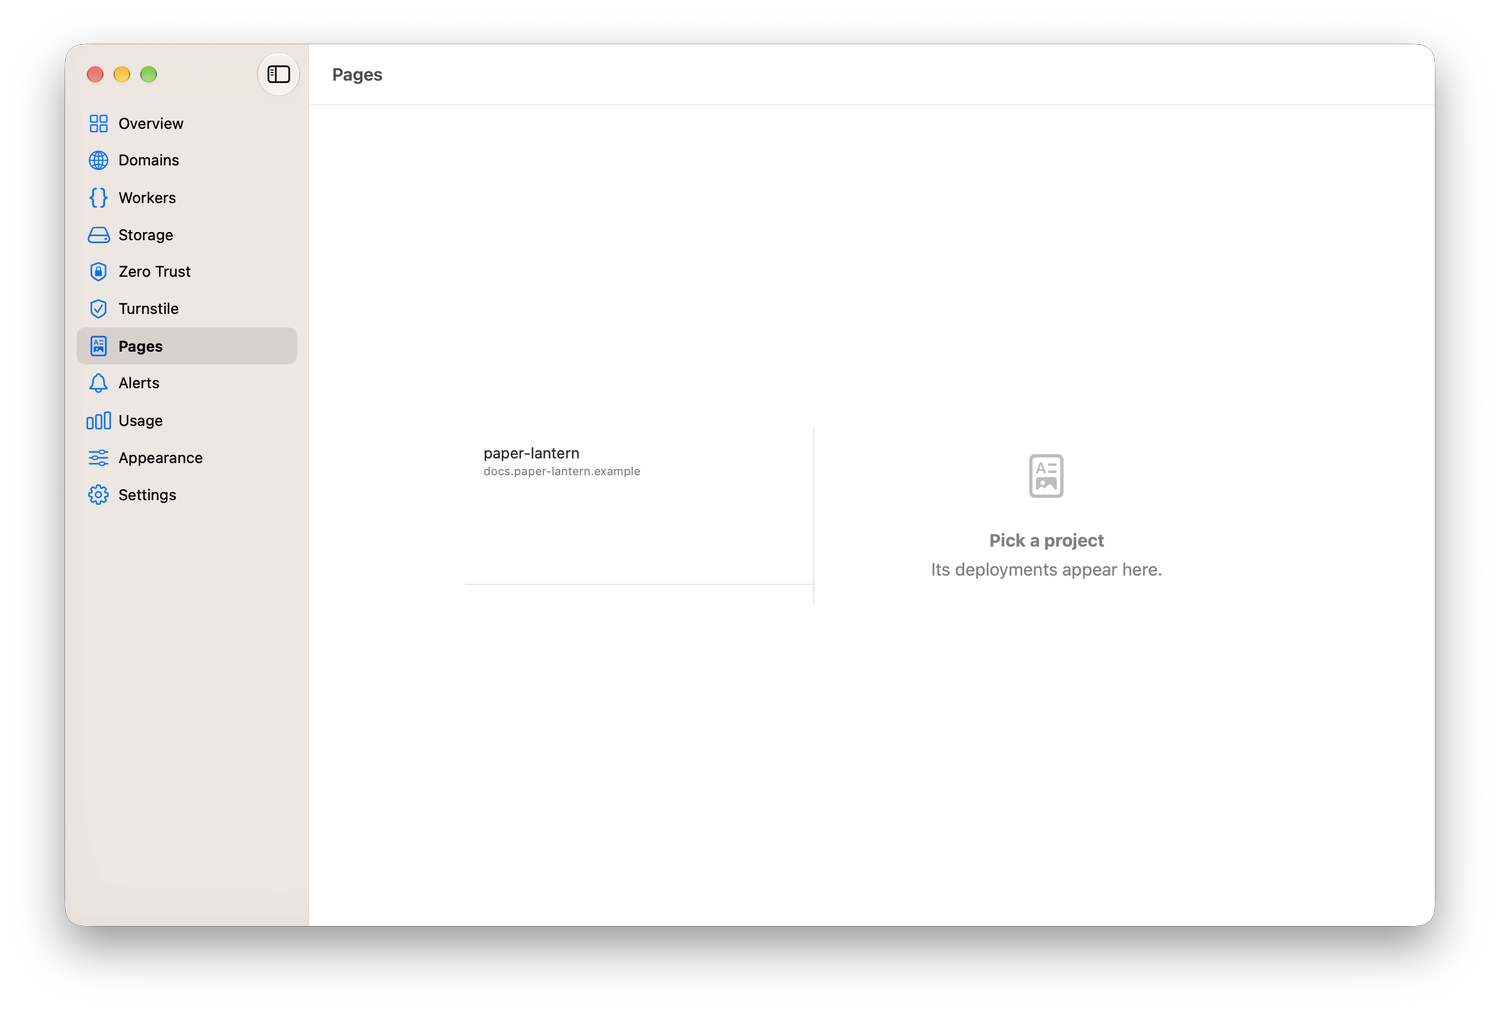 Pages
Overview
Domains
Workers
Storage
Zero Trust
Turnstile
Pages
Alerts
Usage
Appearance
Settings
paper-lantern
docs.paper-lantern.example
Pick a project
Its deployments appear here.